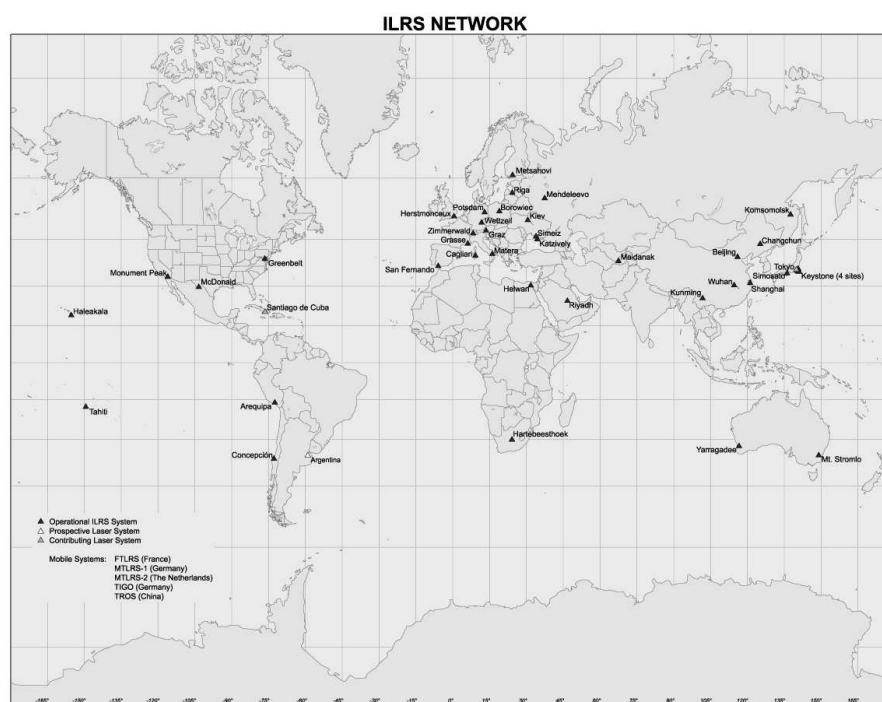 ILRS NETWORK
Metsahovi
Riga
Mendeleevo
Potsdam
Borowiec
Komsomolsk
Herstmonceux
Wettzell
Kiev
Zimmerwald
Graz
Simeiz
Katzively
Grasse
Changchun
Cagliari
Matera
Beijing
Greenbelt
Maidanak
San Fernando
Tokyo
Monument Peak
Simosato
Keystone (4 sites)
McDonald
Helwan
Wuhan
Shanghai
Kunming
Riyadh
Santiago de Cuba
Haleakala
Arequipa
Tahiti
Hartebeesthoek
Yarragadee
Concepción
Argentina
Mt. Stromlo
Operational ILRS System
Prospective Laser System
Contributing Laser System
Mobile Systems: FTLRS (France)
MTLRS-1 (Germany)
MTLRS-2 (The Netherlands)
TIGO (Germany)
TROS (China)